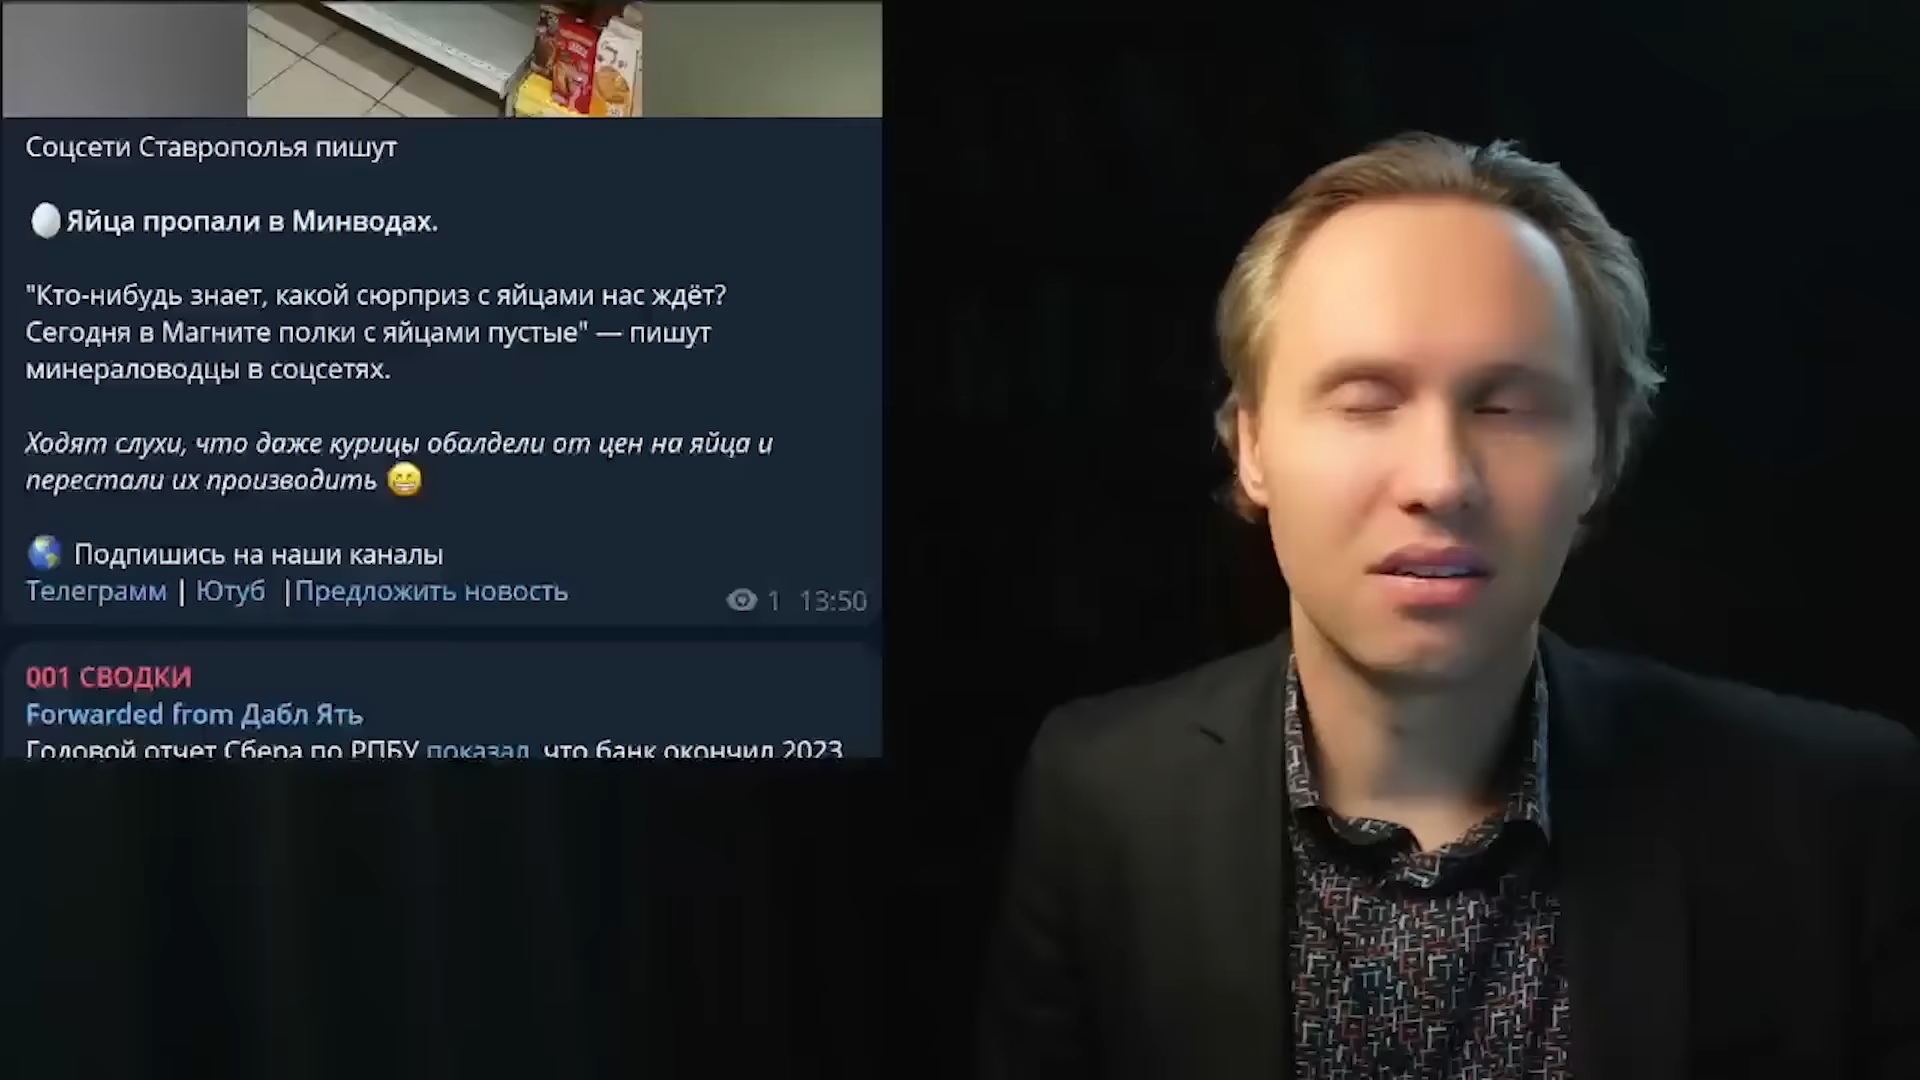 Соцсети Ставрополья пишут
Яйца пропали в Минводах.
"Кто-нибудь знает, какой сюрприз с яйцами нас ждёт?
Сегодня в Магните полки с яйцами пустые" — пишут
минераловодцы в соцсетях.
Ходят слухи, что даже курицы обалдели от цен на яйца и
перестали их производить
Подпишись на наши каналы
Телеграмм | Ютуб |Предложить новость
1 13:50
001 СВОДКИ
Forwarded from Дабл Ять
Годовой отчет Сбера по РПБУ показал, что банк окончил 2023